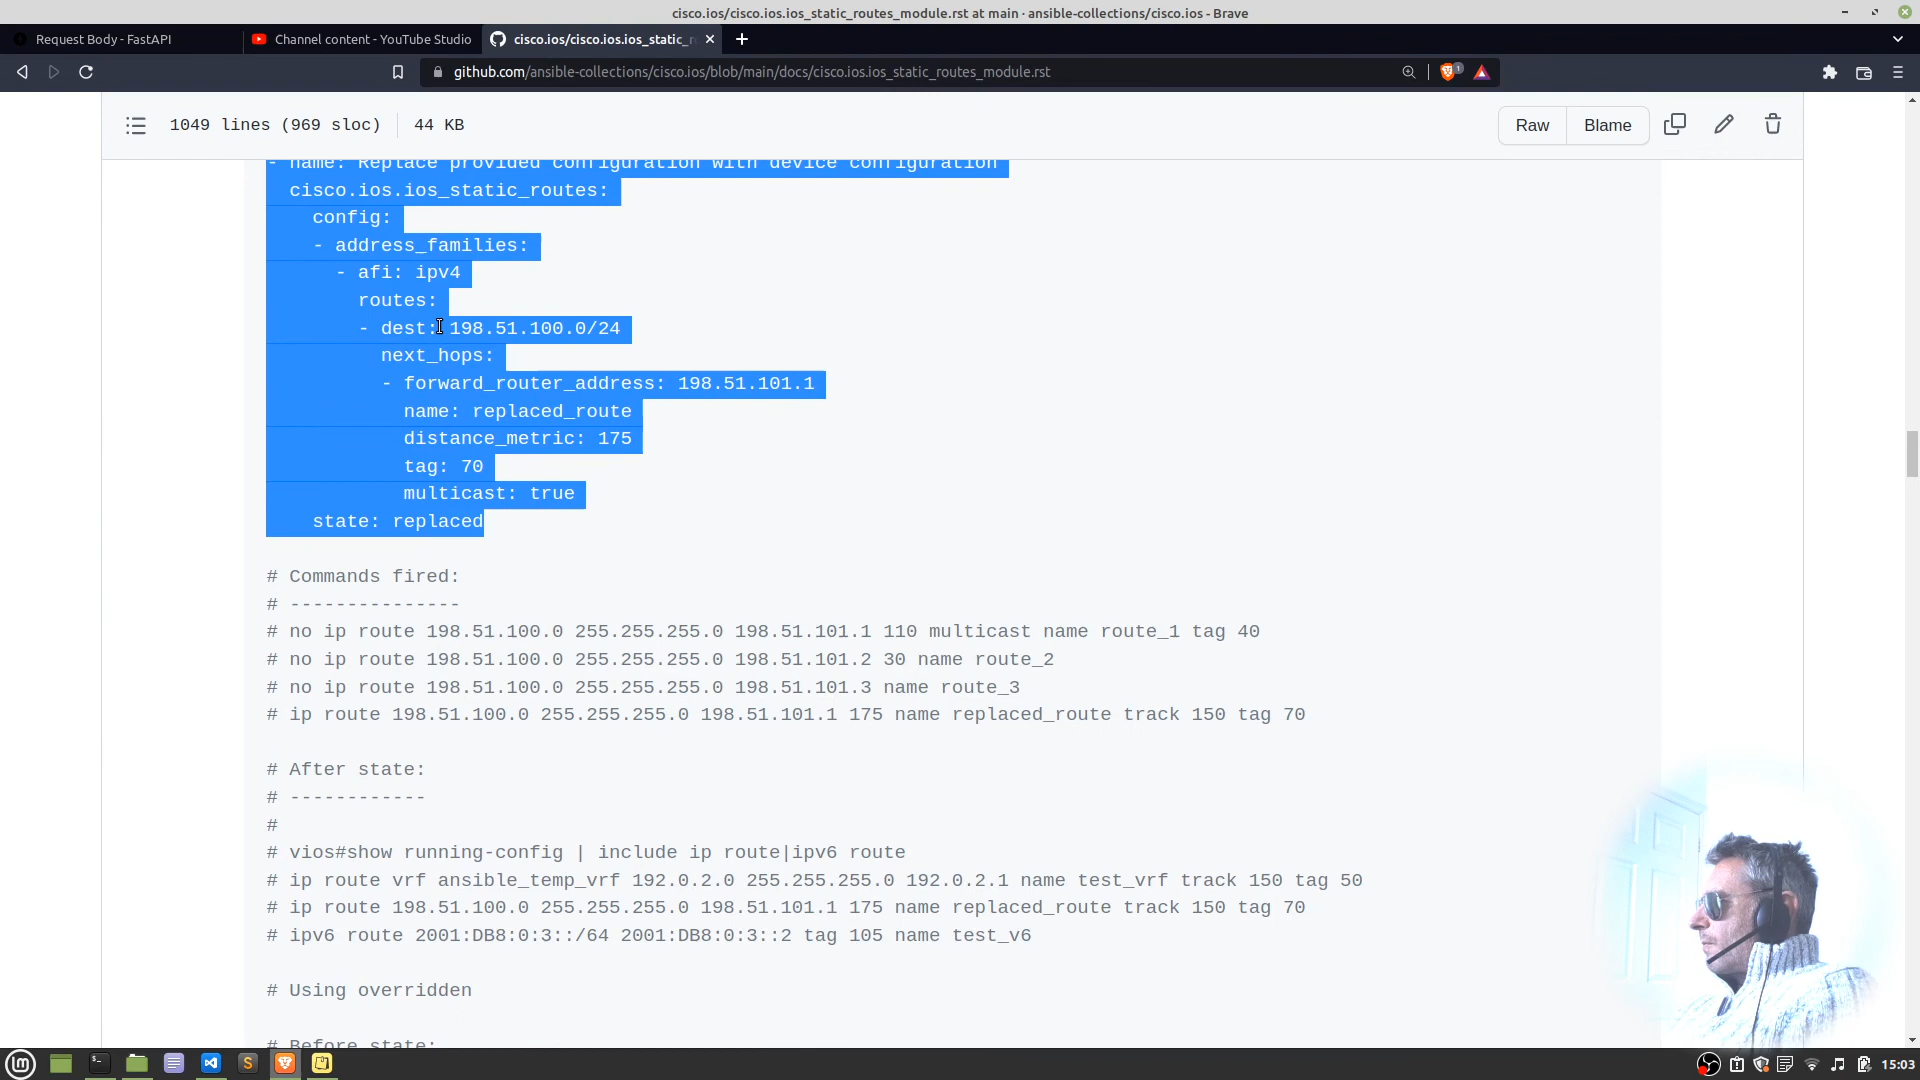 cisco.ios/cisco.ios.ios_static_routes_module.rst at main · ansible-collections/cisco.ios - Brave
Request Body - FastAPI
Channel content - YouTube Studio
cisco.ios/cisco.ios.ios_static_r
github.com/ansible-collections/cisco.ios/blob/main/docs/cisco.ios.ios_static_routes_module.rst
1
1049 lines (969 sloc)
44 KB
Raw
Blame
- name: Replace provided configuration with device configuration
cisco.ios.ios_static_routes:
config:
- address_families:
- afi: ipv4
routes:
- dest: 198.51.100.0/24
next_hops:
- forward_router_address: 198.51.101.1
name: replaced_route
distance_metric: 175
tag: 70
multicast: true
state: replaced
# Commands fired:
# ---------------
# no ip route 198.51.100.0 255.255.255.0 198.51.101.1 110 multicast name route_1 tag 40
# no ip route 198.51.100.0 255.255.255.0 198.51.101.2 30 name route_2
# no ip route 198.51.100.0 255.255.255.0 198.51.101.3 name route_3
# ip route 198.51.100.0 255.255.255.0 198.51.101.1 175 name replaced_route track 150 tag 70
# After state:
# ------------
#
# vios#show running-config | include ip route|ipv6 route
# ip route vrf ansible_temp_vrf 192.0.2.0 255.255.255.0 192.0.2.1 name test_vrf track 150 tag 50
# ip route 198.51.100.0 255.255.255.0 198.51.101.1 175 name replaced_route track 150 tag 70
# ipv6 route 2001:DB8:0:3::/64 2001:DB8:0:3::2 tag 105 name test_v6
# Using overridden
# Before state:
15:03